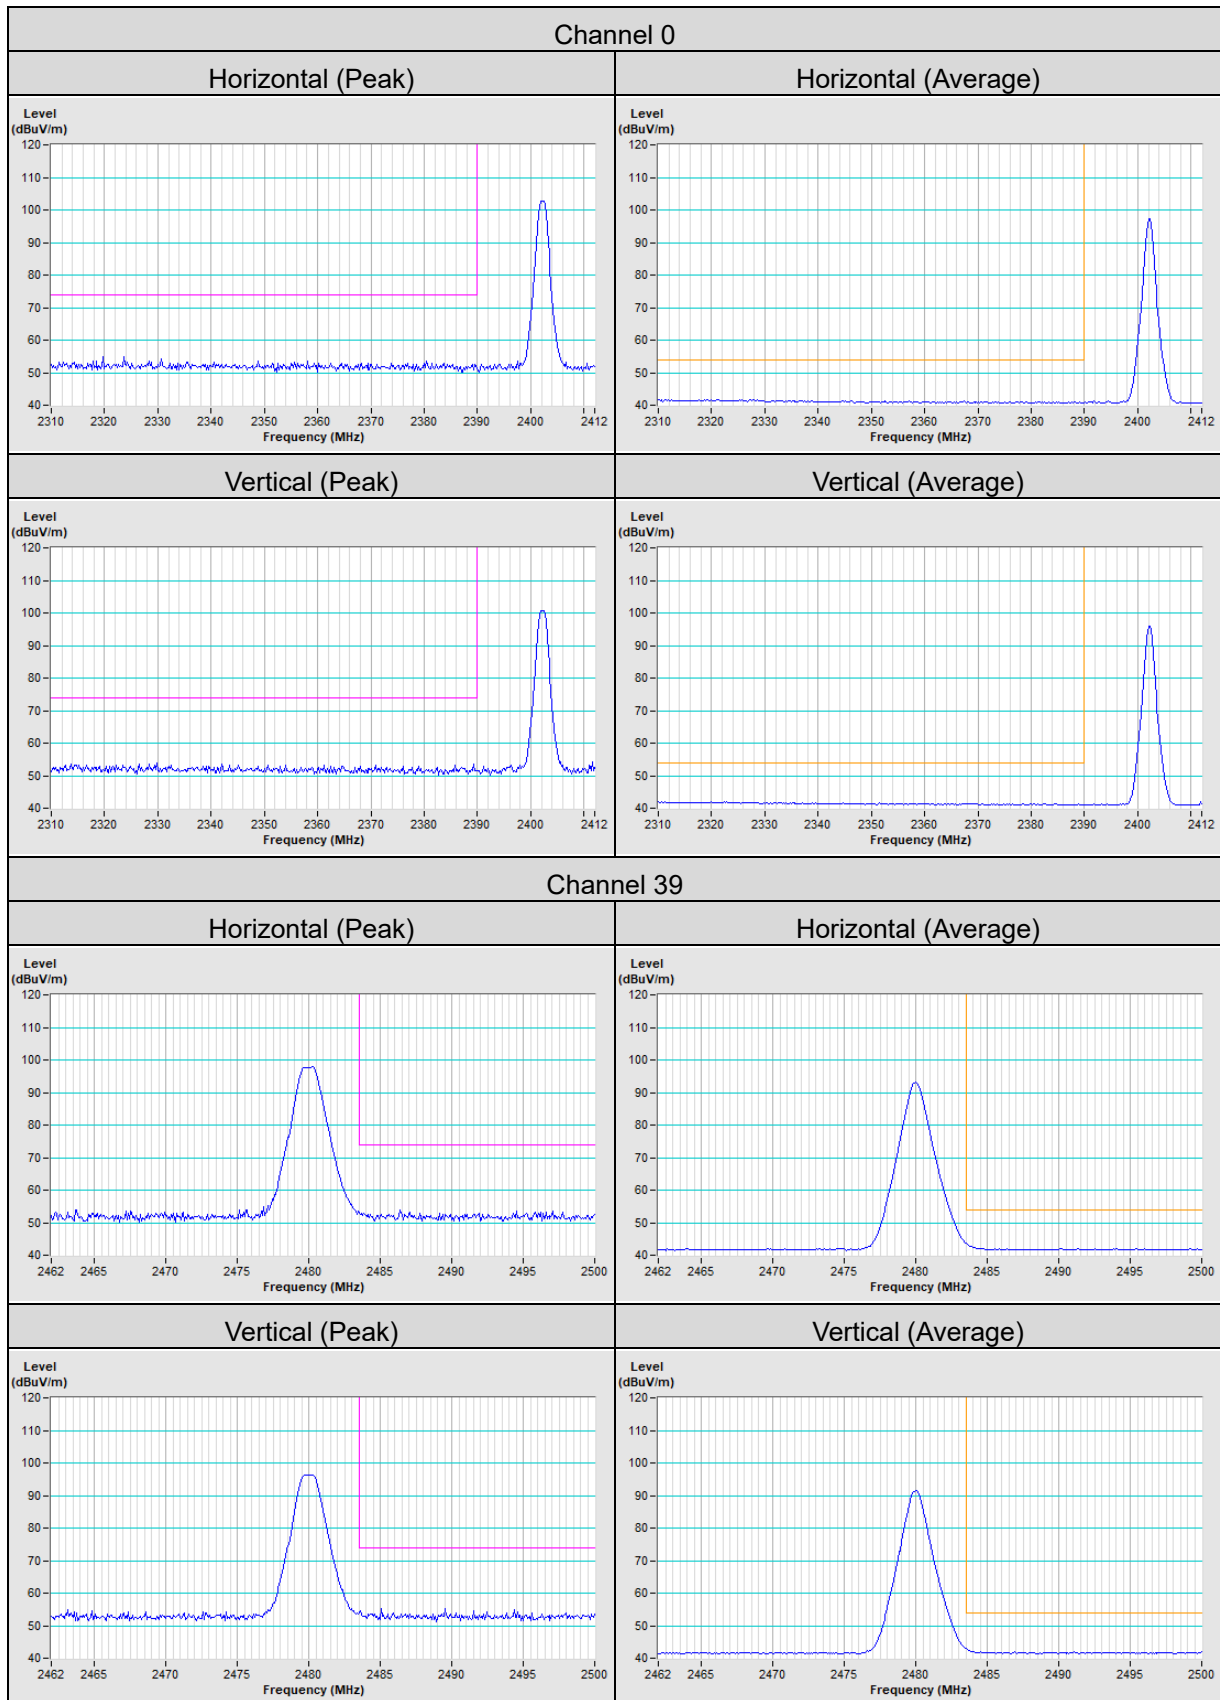 Channel 0
Horizontal (Peak)
Horizontal (Average)
Level
(dBuV/m)
120
110
100
90
80
70
60
50
40
2310 2320 2330 2340 2350 2360 2370 2380 2390 2400 2412
Frequency (MHz)
Level
(dBuV/m)
120
110
100
90
80
70
60
50
40
2310 2320 2330 2340 2350 2360 2370 2380 2390 2400 2412
Frequency (MHz)
Vertical (Peak)
Vertical (Average)
Level
(dBuV/m)
120
110
100
90
80
70
60
50
40
2310 2320 2330 2340 2350 2360 2370 2380 2390 2400 2412
Frequency (MHz)
Level
(dBuV/m)
120
110
100
90
80
70
60
50
40
2310 2320 2330 2340 2350 2360 2370 2380 2390 2400 2412
Frequency (MHz)
Channel 39
Horizontal (Peak)
Horizontal (Average)
Level
(dBuV/m)
120
110
100
90
80
70
60
50
40
2462 2465 2470 2475 2480 2485 2490 2495 2500
Frequency (MHz)
Level
(dBuV/m)
120
110
100
90
80
70
60
50
40
2462 2465 2470 2475 2480 2485 2490 2495 2500
Frequency (MHz)
Vertical (Peak)
Vertical (Average)
Level
(dBuV/m)
120
110
100
90
80
70
60
50
40
2462 2465 2470 2475 2480 2485 2490 2495 2500
Frequency (MHz)
Level
(dBuV/m)
120
110
100
90
80
70
60
50
40
2462 2465 2470 2475 2480 2485 2490 2495 2500
Frequency (MHz)